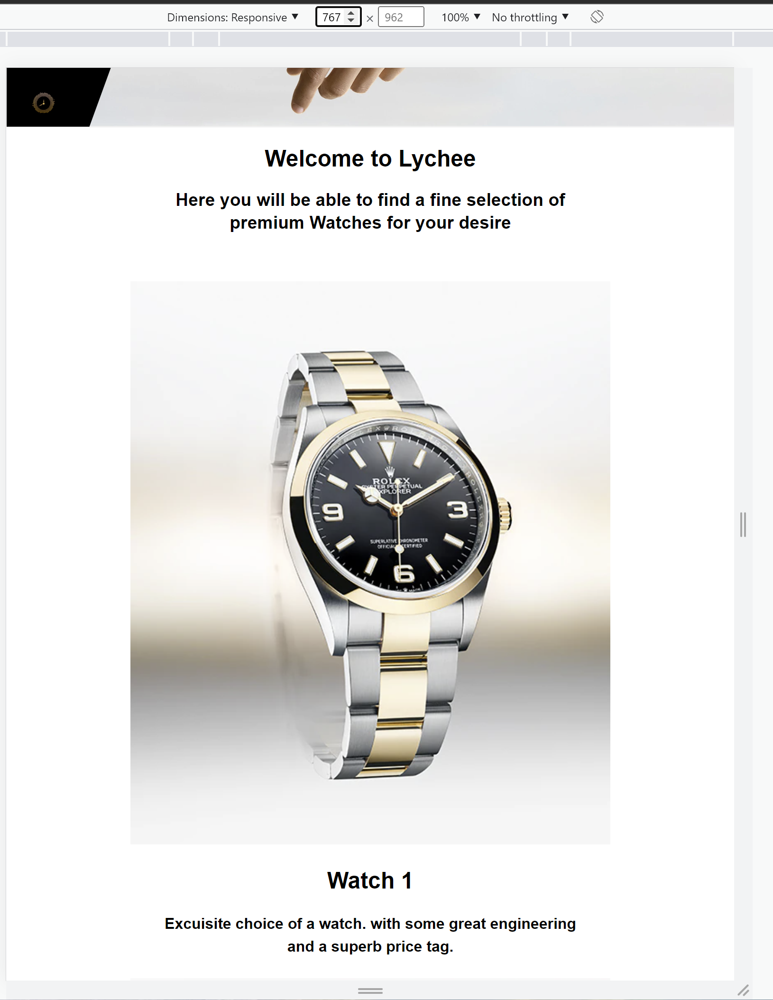 Dimensions: Responsive ▼ 767 × 962 100% ▼ No throttling ▼
Welcome to Lychee
Here you will be able to find a fine selection of
premium Watches for your desire
ROLEX
OYSTER PERPETUAL
EXPLORER
9 3
SUPERLATIVE CHRONOMETER
OFFICIALLY CERTIFIED
6
Watch 1
Excuisite choice of a watch. with some great engineering
and a superb price tag.